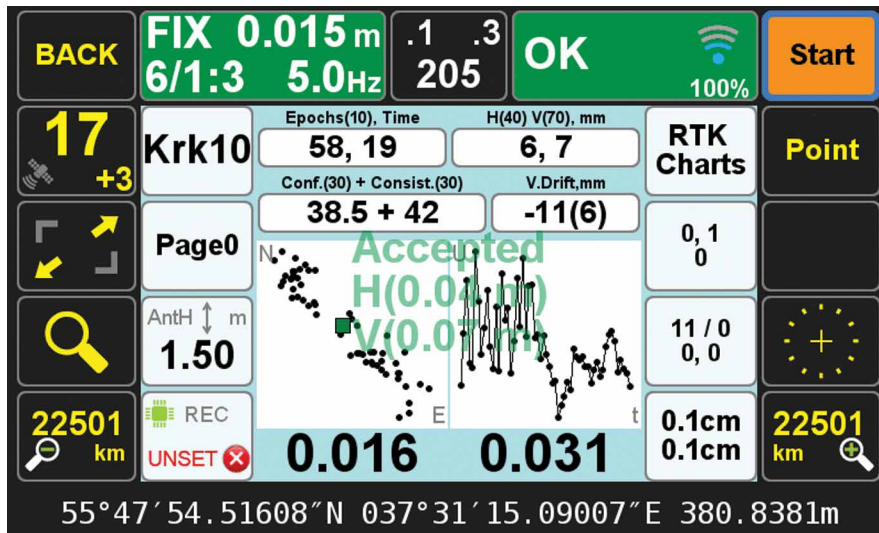 BACK
FIX 0.015 m
6/1:3 5.0Hz
.1 .3
205
OK
100%
Start
17
+3
Krk10
Epochs(10), Time
58, 19
H(40) V(70), mm
6, 7
RTK
Charts
Point
Conf.(30) + Consist.(30)
38.5 + 42
V.Drift,mm
-11(6)
Page0
0, 1
0
N
U
Accepted
H(0.04 m)
V(0.07 m)
AntH m
1.50
11 / 0
0, 0
22501
km
REC
UNSET
E
t
0.016
0.031
0.1cm
0.1cm
22501
km
55°47′54.51608″N 037°31′15.09007″E 380.8381m